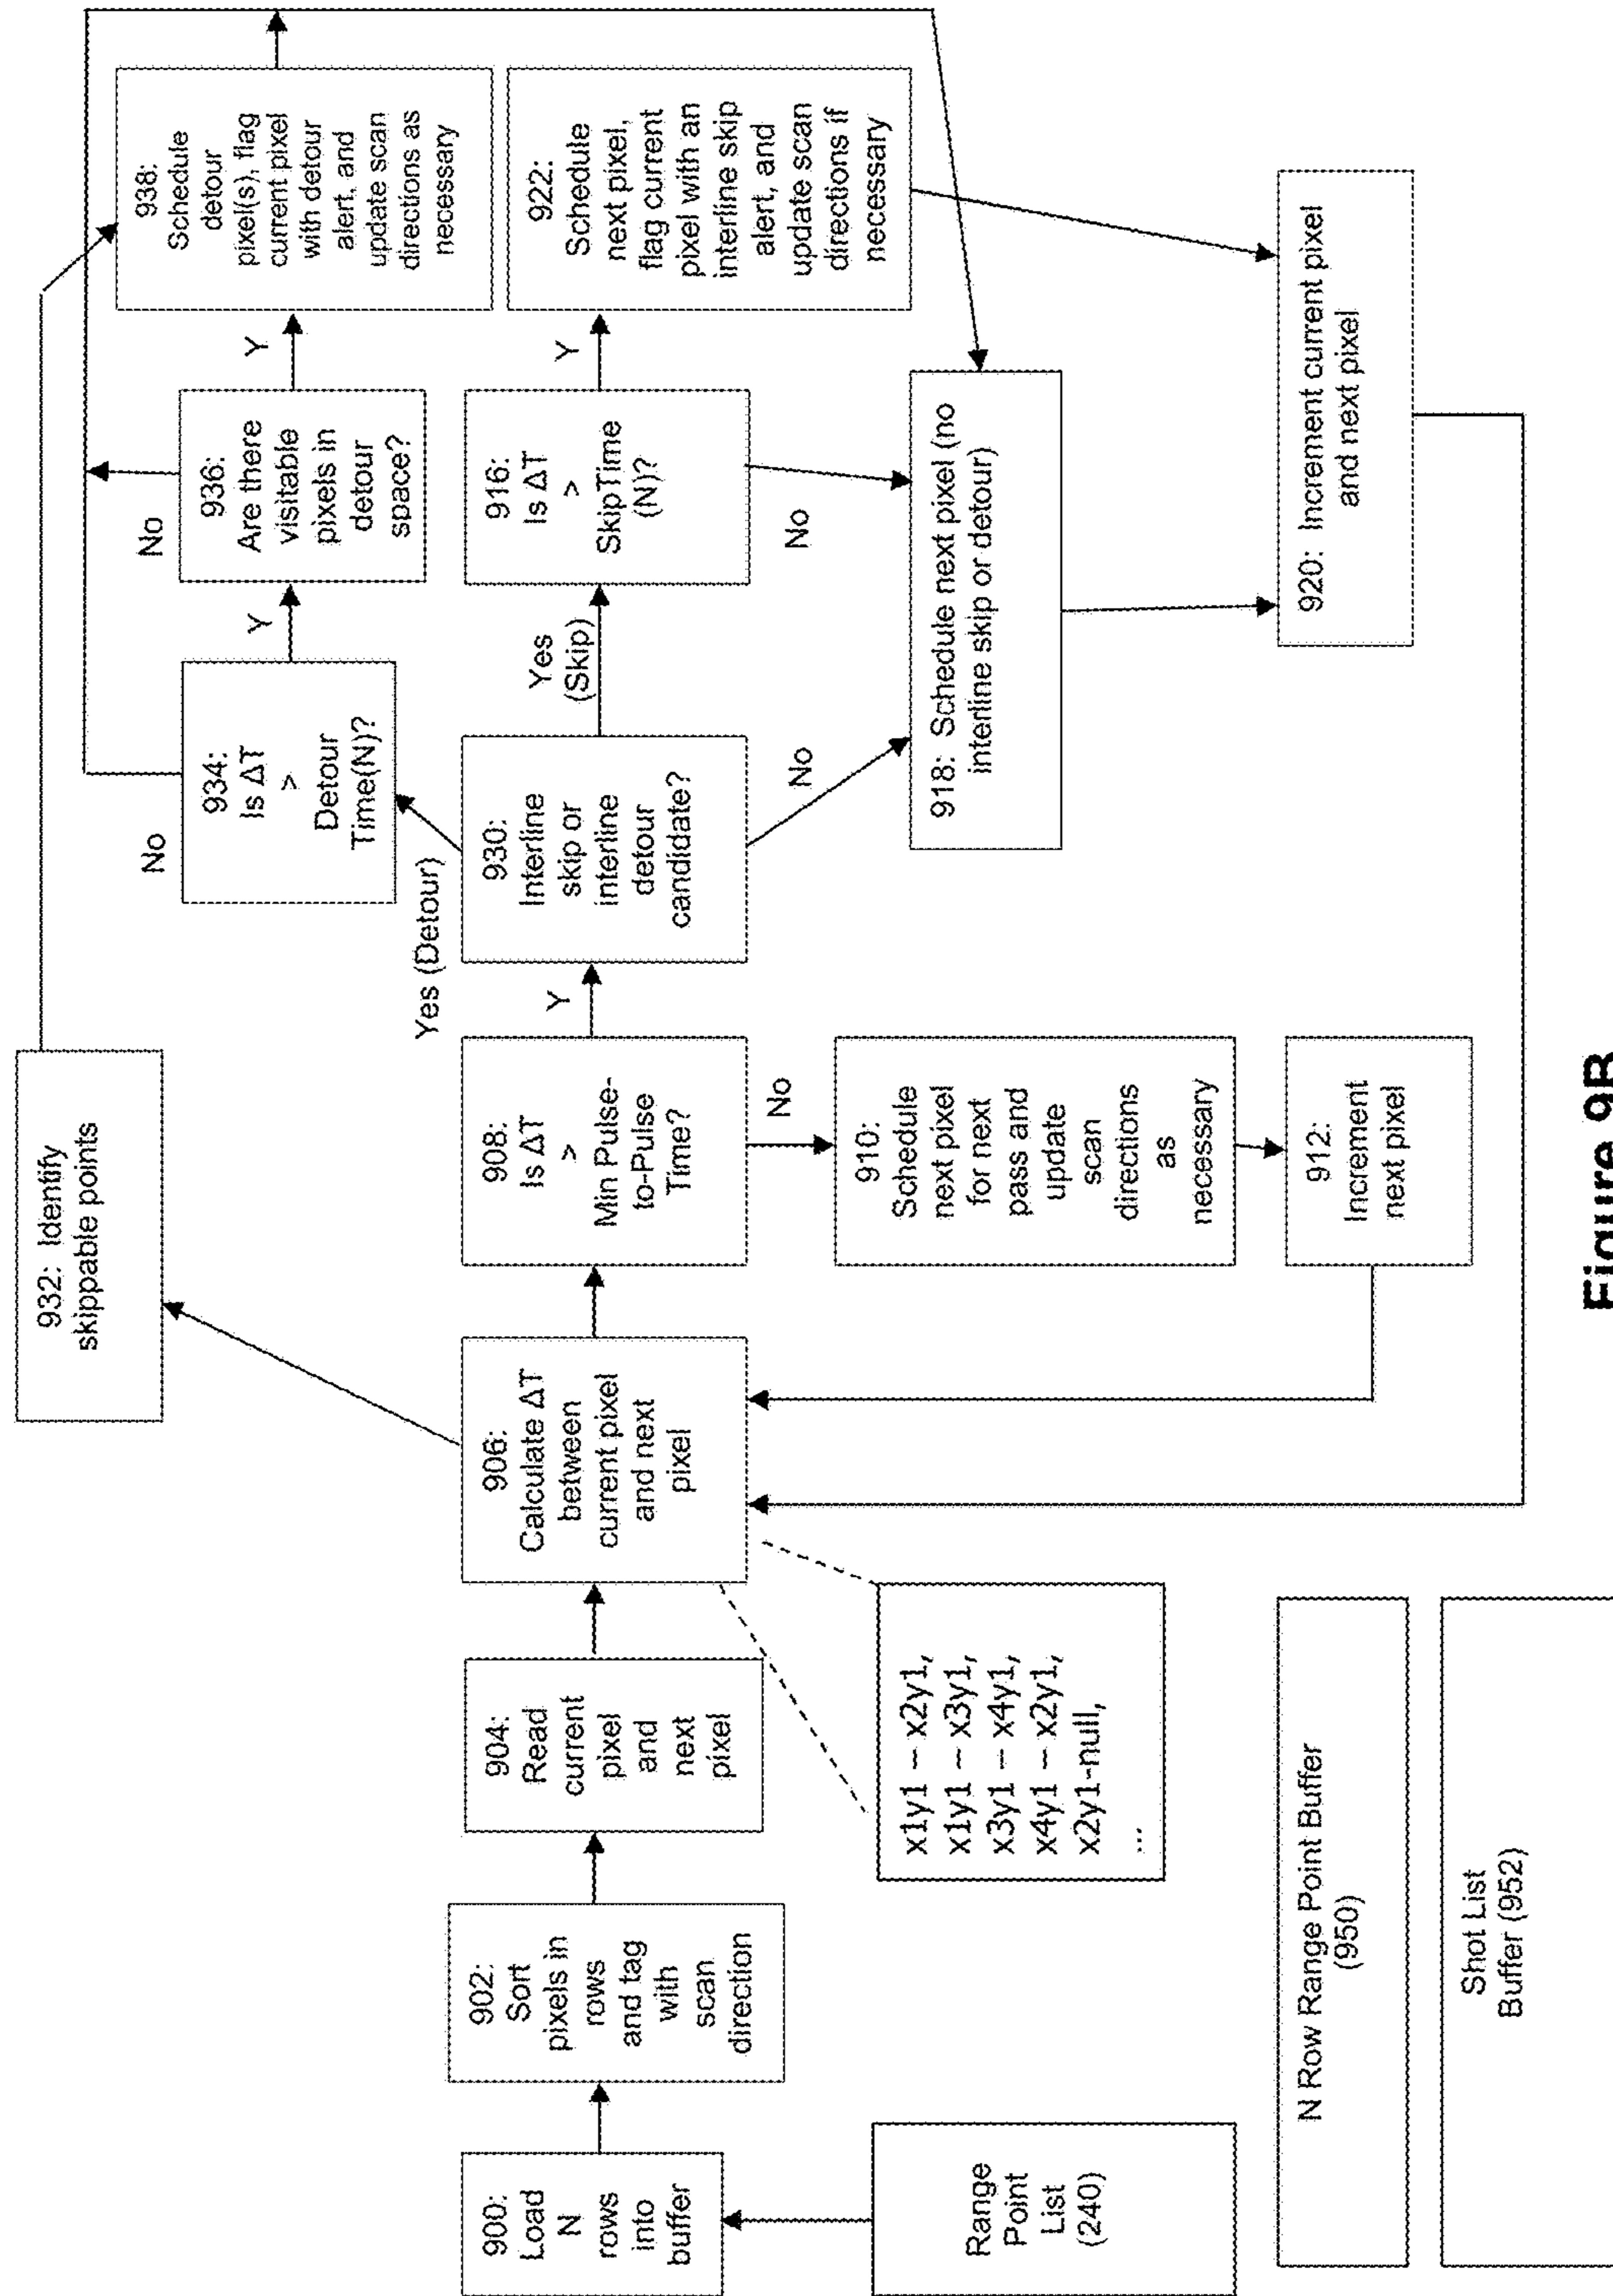 900:
Load
N
rows
into
buffer
Range
Point
List
(240)
902:
Sort
pixels in
rows
and tag
with
scan
direction
904:
Read
current
pixel
and
next
pixel
906:
Calculate ΔT
between
current pixel
and next
pixel
x1y1 – x2y1,
x1y1 – x3y1,
x3y1 – x4y1,
x4y1 – x2y1,
x2y1-null,
...
N Row Range Point Buffer
(950)
Shot List
Buffer (952)
932: Identify
skippable points
908:
Is ΔT
>
Min Pulse-
to-Pulse
Time?
Y
No
910:
Schedule
next pixel
for next
pass and
update
scan
directions
as
necessary
912:
Increment
next pixel
Yes (Detour)
930:
Interline
skip or
interline
detour
candidate?
Yes
(Skip)
No
934:
Is ΔT
>
Detour
Time(N)?
No
Y
936:
Are there
visitable
pixels in
detour
space?
No
Y
938:
Schedule
detour
pixel(s), flag
current pixel
with detour
alert, and
update scan
directions as
necessary
916:
Is ΔT
>
SkipTime
(N)?
Y
No
922:
Schedule
next pixel,
flag current
pixel with an
interline skip
alert, and
update scan
directions if
necessary
918: Schedule next pixel (no
interline skip or detour)
920: Increment current pixel
and next pixel
Figure 9B